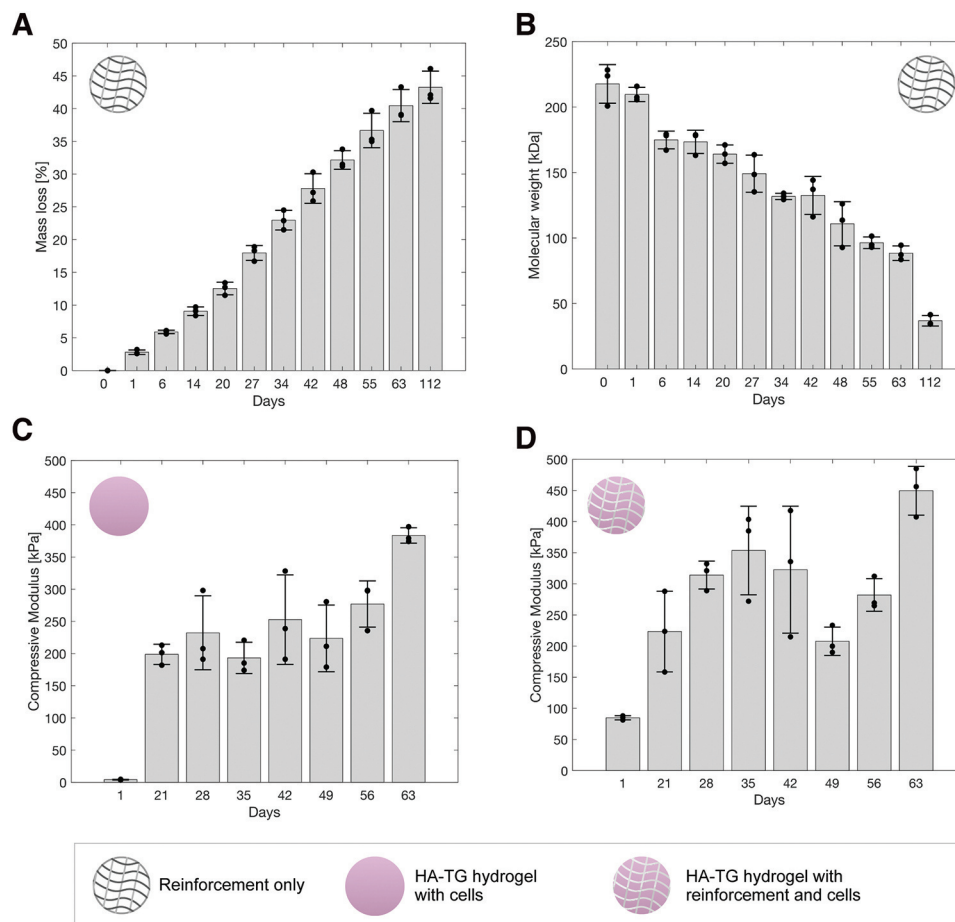 A
50
45
40
35
30
25
20
15
10
5
0
Mass loss [%]
0 1 6 14 20 27 34 42 48 55 63 112
Days
B
250
200
150
100
50
0
Molecular weight [kDa]
0 1 6 14 20 27 34 42 48 55 63 112
Days
C
500
450
400
350
300
250
200
150
100
50
0
Compressive Modulus [kPa]
1 21 28 35 42 49 56 63
Days
D
500
450
400
350
300
250
200
150
100
50
0
Compressive Modulus [kPa]
1 21 28 35 42 49 56 63
Days
Reinforcement only
HA-TG hydrogel
with cells
HA-TG hydrogel with
reinforcement and cells